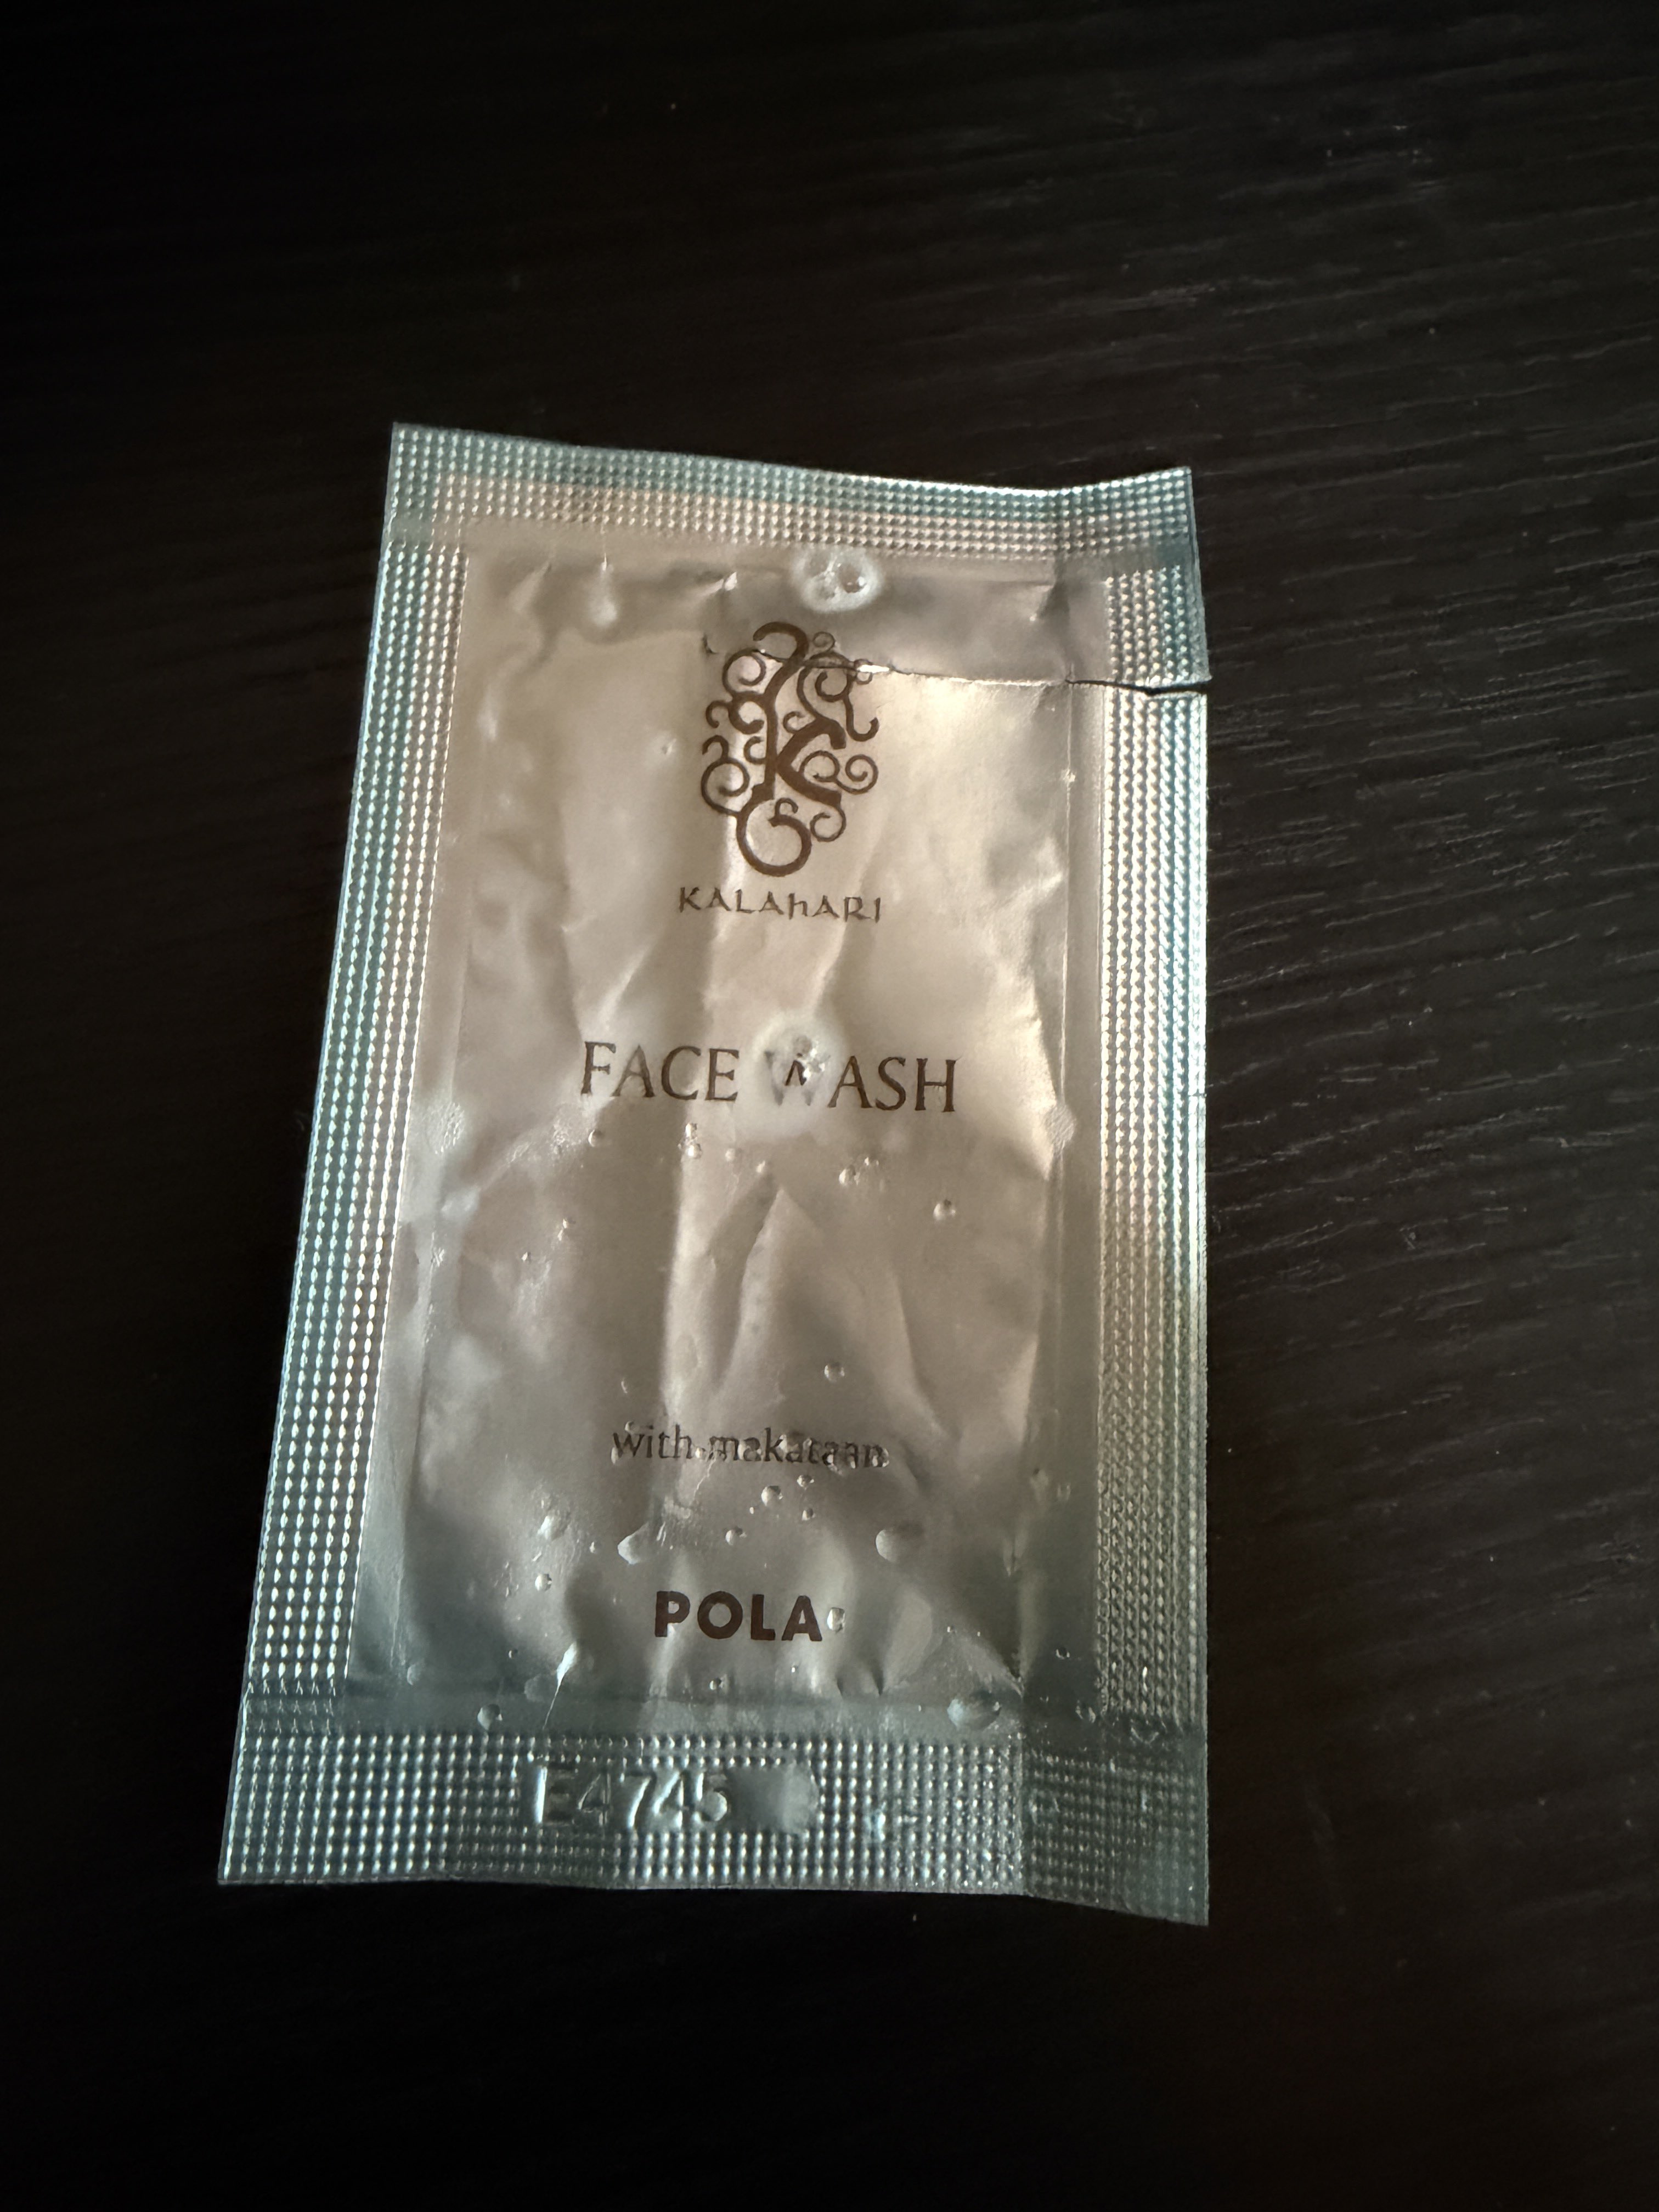 KALAhARI
FACE WASH
with makataan
POLA
E4745